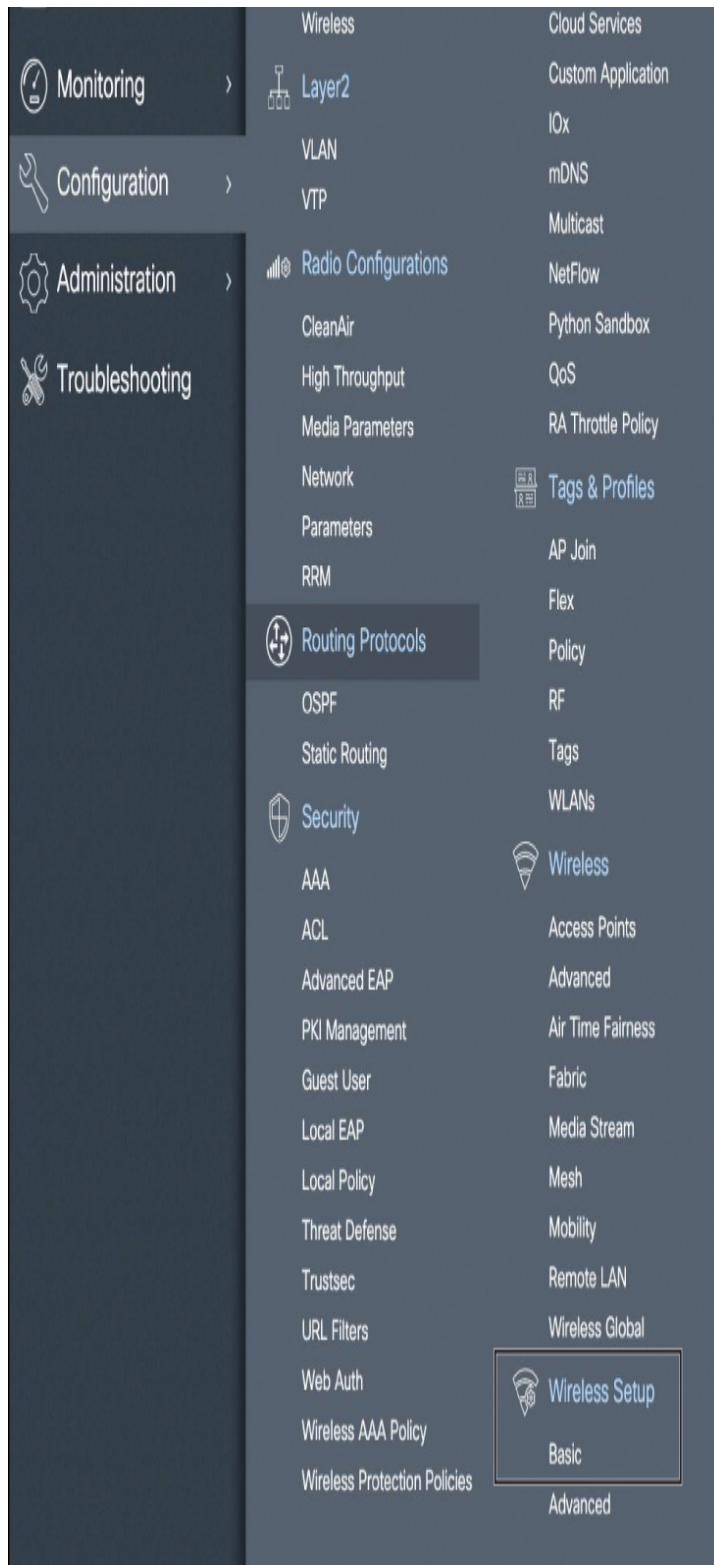 Monitoring
Configuration
Administration
Troubleshooting
Wireless
Layer2
VLAN
VTP
Radio Configurations
CleanAir
High Throughput
Media Parameters
Network
Parameters
RRM
Routing Protocols
OSPF
Static Routing
Security
AAA
ACL
Advanced EAP
PKI Management
Guest User
Local EAP
Local Policy
Threat Defense
Trustsec
URL Filters
Web Auth
Wireless AAA Policy
Wireless Protection Policies
Cloud Services
Custom Application
IOx
mDNS
Multicast
NetFlow
Python Sandbox
QoS
RA Throttle Policy
Tags & Profiles
AP Join
Flex
Policy
RF
Tags
WLANs
Wireless
Access Points
Advanced
Air Time Fairness
Fabric
Media Stream
Mesh
Mobility
Remote LAN
Wireless Global
Wireless Setup
Basic
Advanced